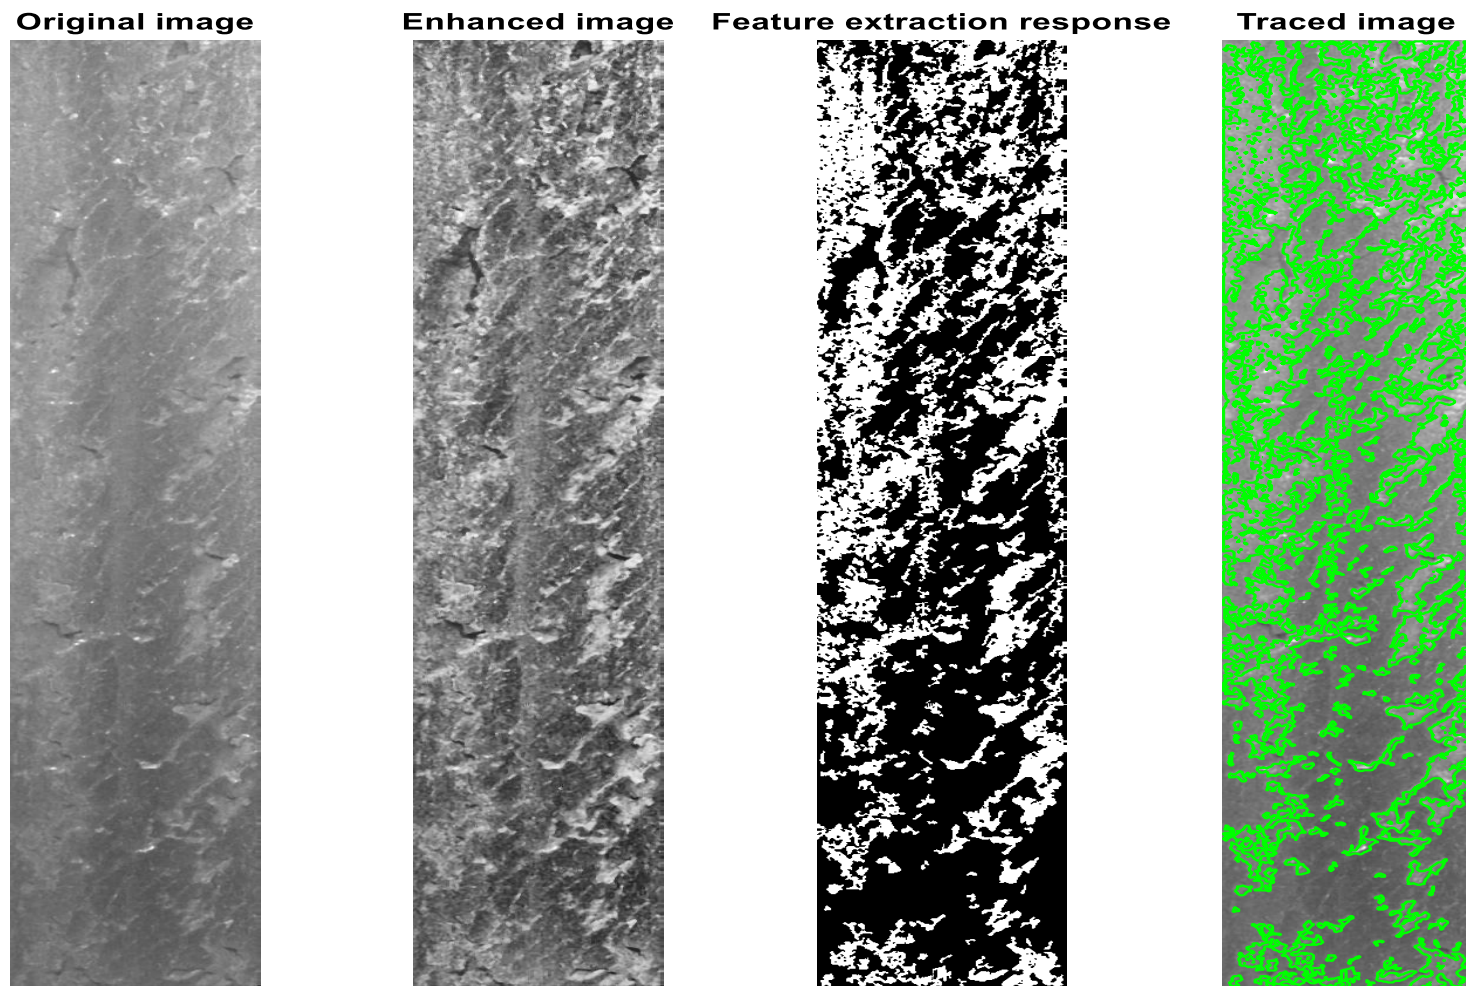 Original image
Enhanced image
Feature extraction response
Traced image